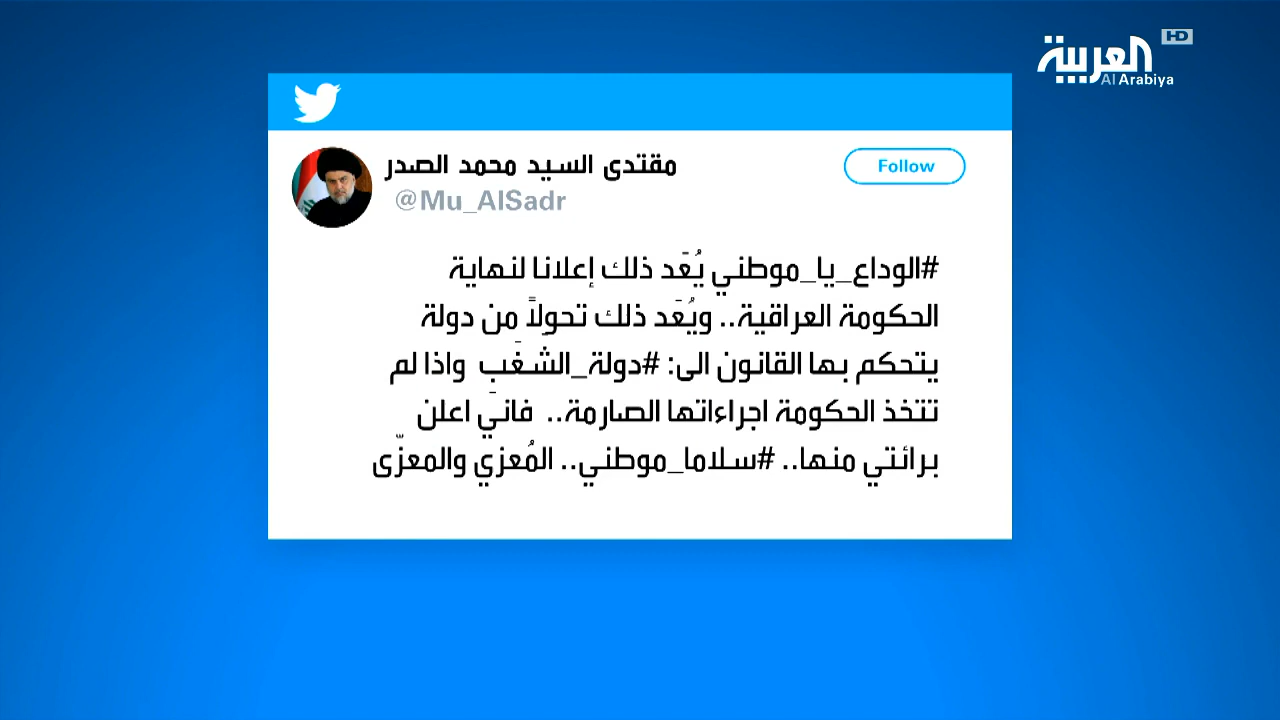 HD
العربية
Al Arabiya
مقتدى السيد محمد الصدر
Follow
@Mu_AlSadr
#الوداع_يا_موطني يُعَد ذلك إعلانا لنهاية
الحكومة العراقية.. ويُعَد ذلك تحولاً من دولة
يتحكم بها القانون الى: #دولة_الشغَب واذا لم
تتخذ الحكومة اجراءاتها الصارمة.. فاني اعلن
برائتي منها.. #سلاما_موطني.. المُعزي والمعزّى